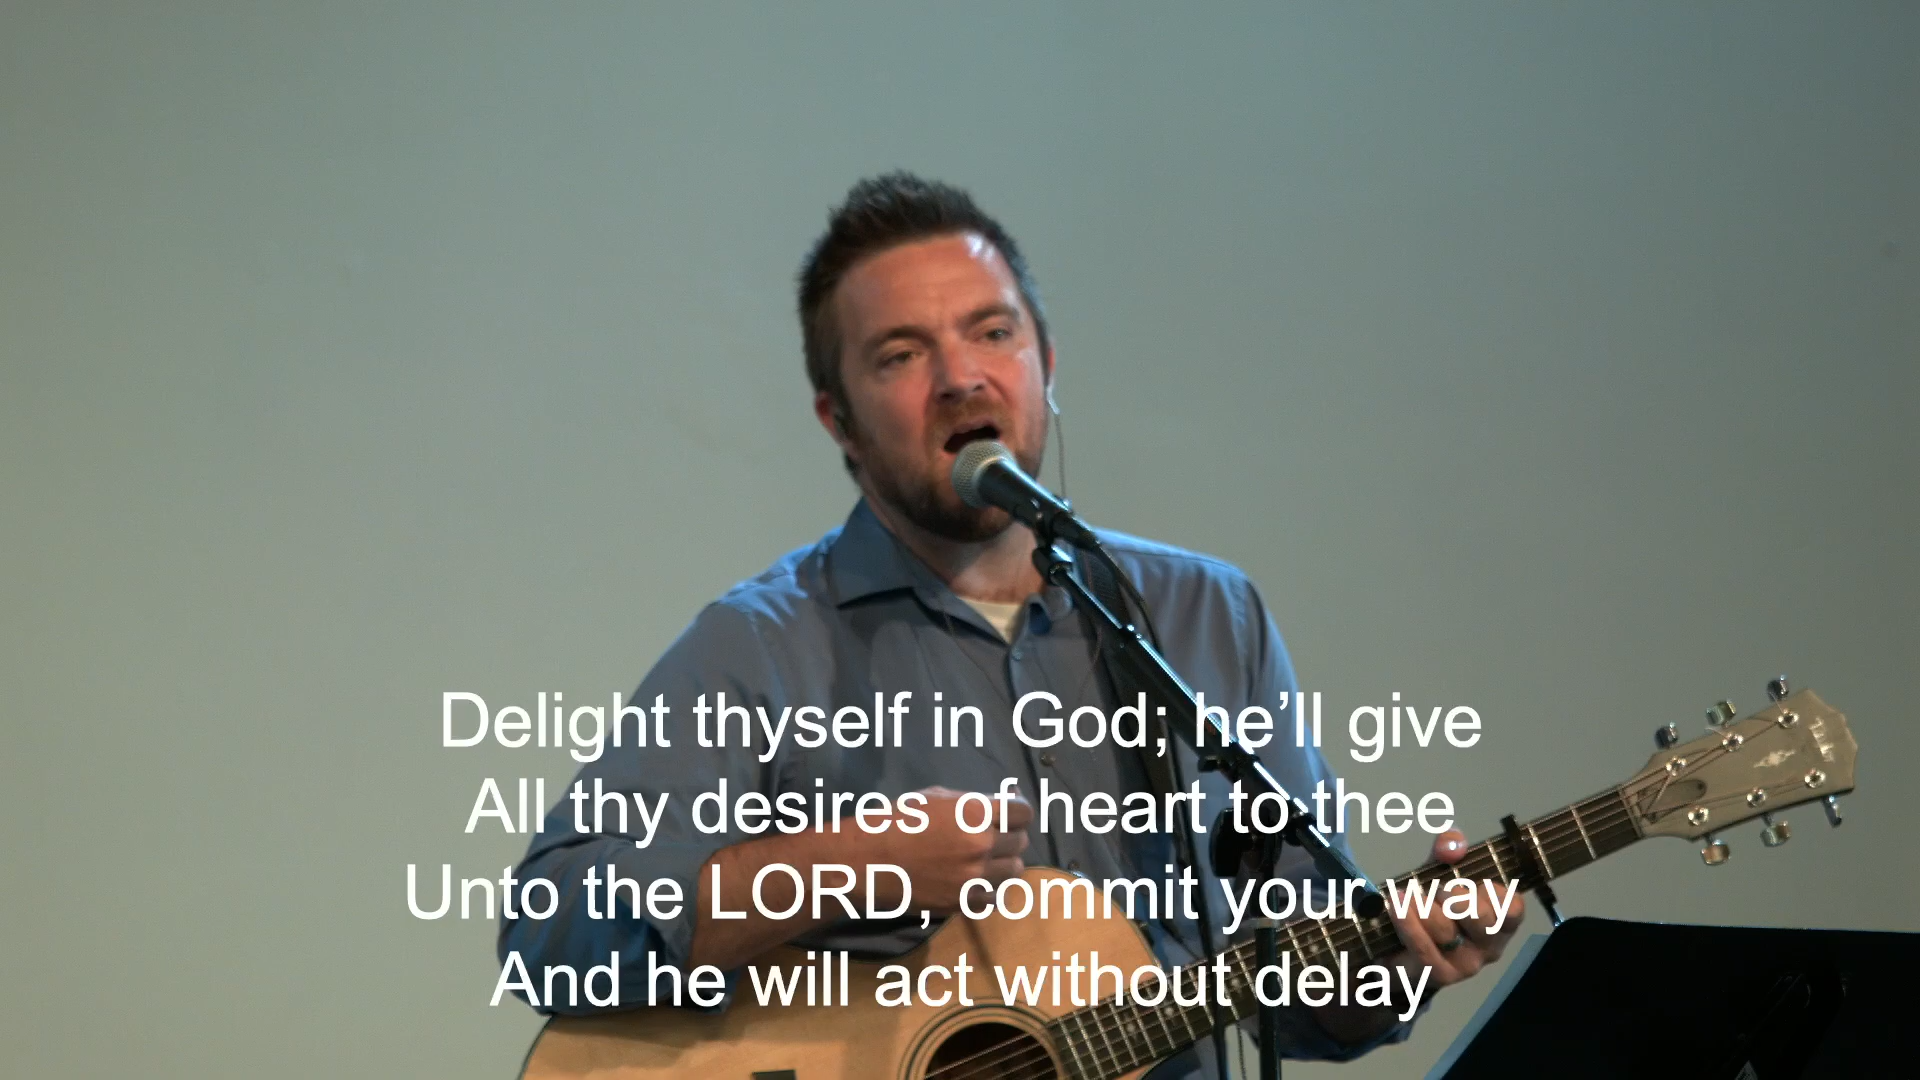 Delight thyself in God; he’ll give
All thy desires of heart to thee
Unto the LORD, commit your way
And he will act without delay